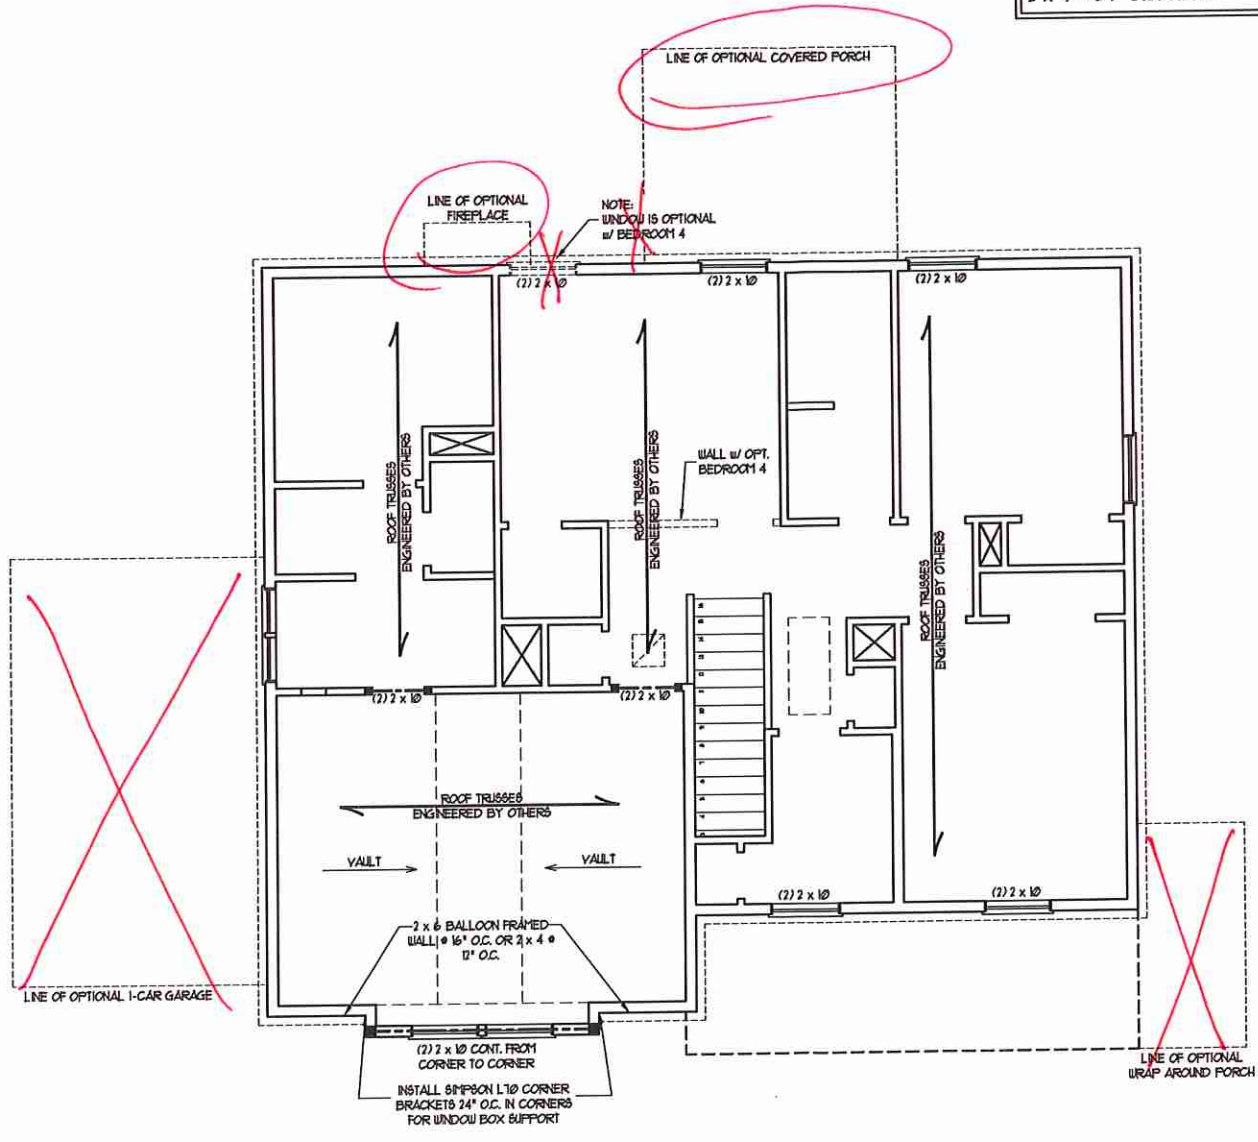 LINE OF OPTIONAL COVERED PORCH
LINE OF OPTIONAL
FIREPLACE
NOTE:
WINDOW IS OPTIONAL
w/ BEDROOM 4
(2) 2 x 10
(2) 2 x 10
(2) 2 x 10
ROOF TRUSSES
ENGINEERED BY OTHERS
ROOF TRUSSES
ENGINEERED BY OTHERS
WALL w/ OPT.
BEDROOM 4
ROOF TRUSSES
ENGINEERED BY OTHERS
(2) 2 x 10
(2) 2 x 10
ROOF TRUSSES
ENGINEERED BY OTHERS
VAULT
VAULT
(2) 2 x 10
(2) 2 x 10
2 x 6 BALLOON FRAMED
WALL @ 16" O.C. OR 2 x 4 @
12" O.C.
LINE OF OPTIONAL 1-CAR GARAGE
(2) 2 x 10 CONT. FROM
CORNER TO CORNER
INSTALL SIMPSON L70 CORNER
BRACKETS 24" O.C. IN CORNERS
FOR WINDOW BOX SUPPORT
LINE OF OPTIONAL
WRAP AROUND PORCH